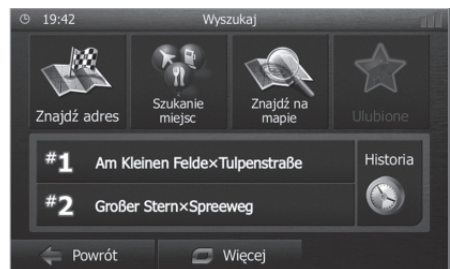 19:42 Wyszukaj
Znajdź adres
Szukanie
miejsc
Znajdź na
mapie
Ulubione
#1 Am Kleinen Felde×Tulpenstraße
#2 Großer Stern×Spreeweg
Historia
Powrót Więcej